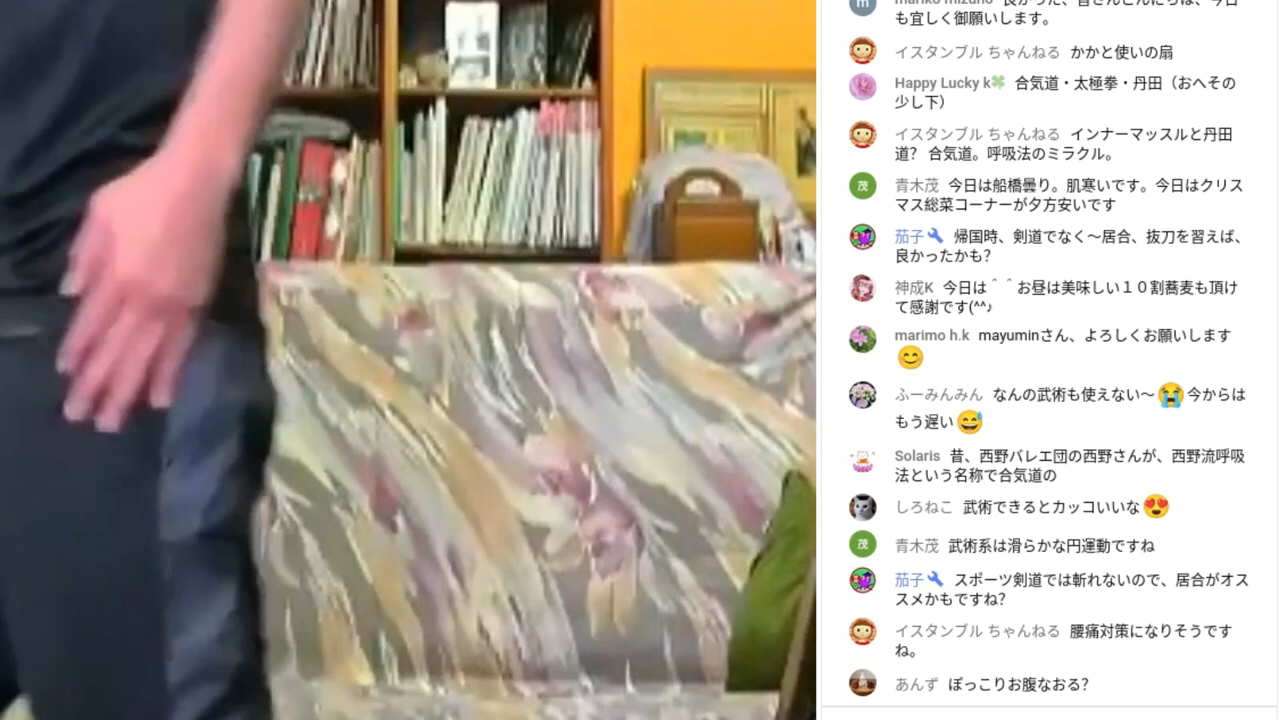 も宜しく御願いします。
イスタンブル ちゃんねる かかと使いの扇
Happy Lucky k🍀 合気道・太極拳・丹田（おへその
少し下）
イスタンブル ちゃんねる インナーマッスルと丹田
道？ 合気道。呼吸法のミラクル。
茂 青木茂 今日は船橋曇り。肌寒いです。今日はクリス
マス総菜コーナーが夕方安いです
茄子🔧 帰国時、剣道でなく〜居合、抜刀を習えば、
良かったかも？
神成K 今日は＾＾お昼は美味しい１０割蕎麦も頂け
て感謝です(^^♪
marimo h.k mayuminさん、よろしくお願いします
😊
ふーみんみん なんの武術も使えない〜😭今からは
もう遅い😅
Solaris 昔、西野バレエ団の西野さんが、西野流呼吸
法という名称で合気道の
しろねこ 武術できるとカッコいいな😍
茂 青木茂 武術系は滑らかな円運動ですね
茄子🔧 スポーツ剣道では斬れないので、居合がオス
スメかもですね？
イスタンブル ちゃんねる 腰痛対策になりそうです
ね。
あんず ぽっこりお腹なおる？